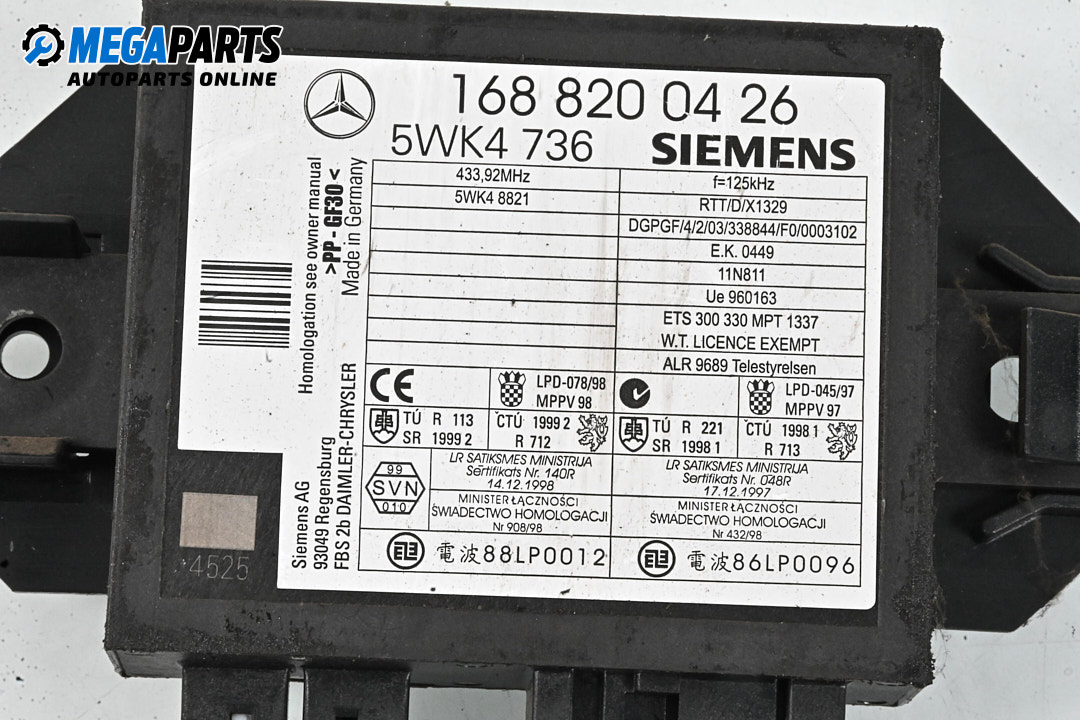 MEGAPARTS
AUTOPARTS ONLINE
168 820 04 26
5WK4 736
SIEMENS
433,92MHz
5WK4 8821
f=125kHz
RTT/D/X1329
DGPGF/4/2/03/338844/F0/0003102
E.K. 0449
11N811
Ue 960163
ETS 300 330 MPT 1337
W.T. LICENCE EXEMPT
ALR 9689 Telestyrelsen
CE
LPD-078/98
MPPV 98
LPD-045/97
MPPV 97
TÚ R 113
SR 1999 2
CTÚ 1999 2
R 712
TÚ R 221
SR 1998 1
CTÚ 1998 1
R 713
99
SVN
010
LR SATIKSMES MINISTRIJA
Sertifikats Nr. 140R
14.12.1998
MINISTER ŁĄCZNOŚCI
ŚWIADECTWO HOMOLOGACJI
Nr 908/98
LR SATIKSMES MINISTRIJA
Sertifikats Nr. 048R
17.12.1997
MINISTER ŁĄCZNOŚCI
ŚWIADECTWO HOMOLOGACJI
Nr 432/98
電波88LP0012
電波86LP0096
Homologation see owner manual
>PP - GF30<
Made in Germany
Siemens AG
93049 Regensburg
FBS 2b DAIMLER-CHRYSLER
4525